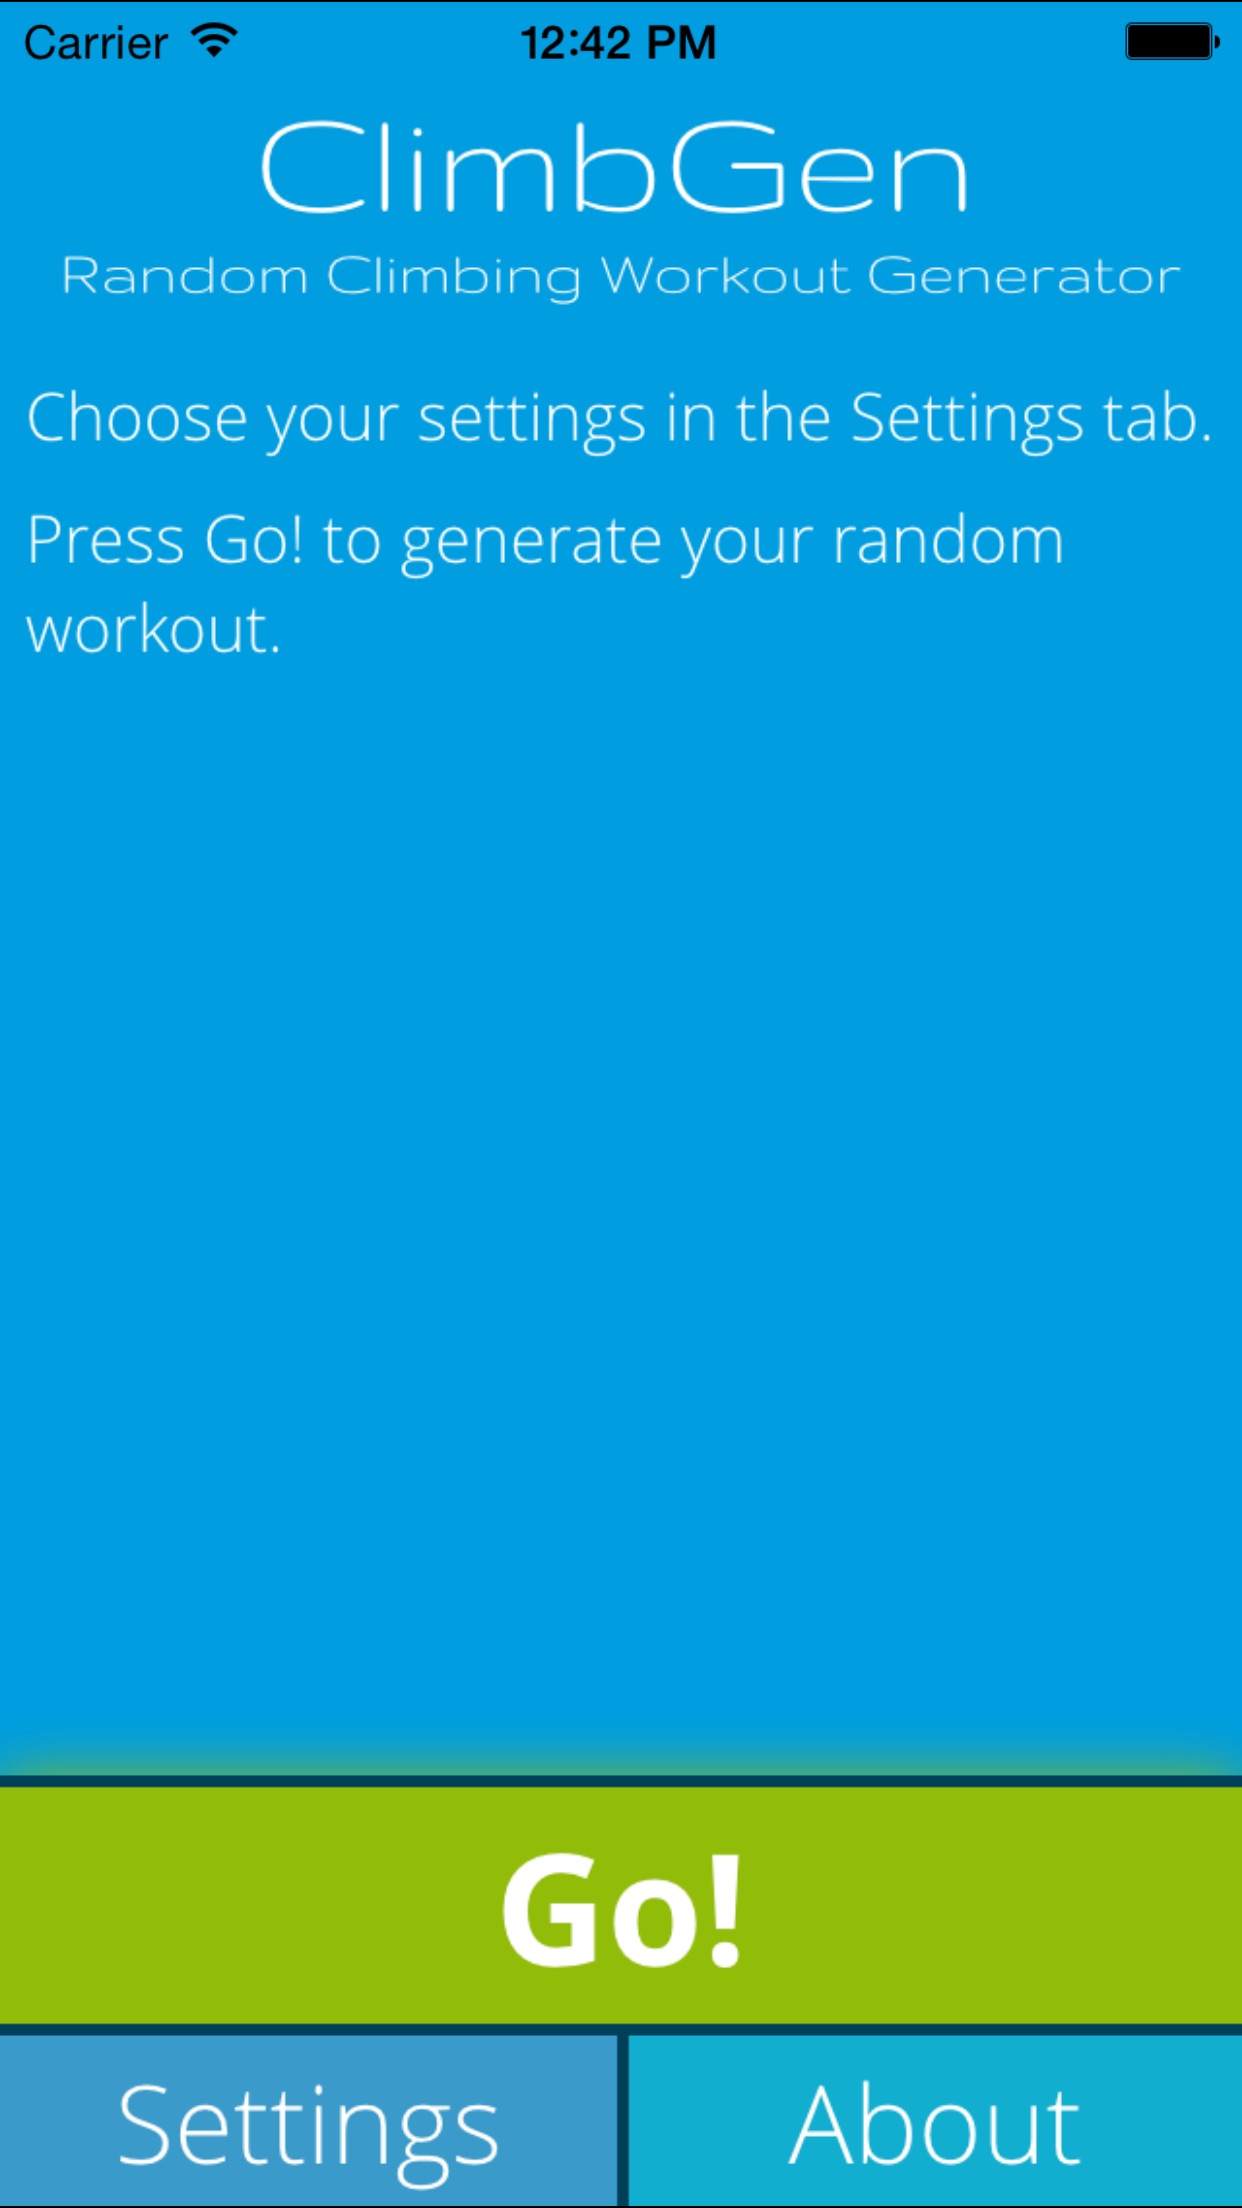 Carrier 12:42 PM
ClimbGen
Random Climbing Workout Generator
Choose your settings in the Settings tab.
Press Go! to generate your random
workout.
Go!
Settings About